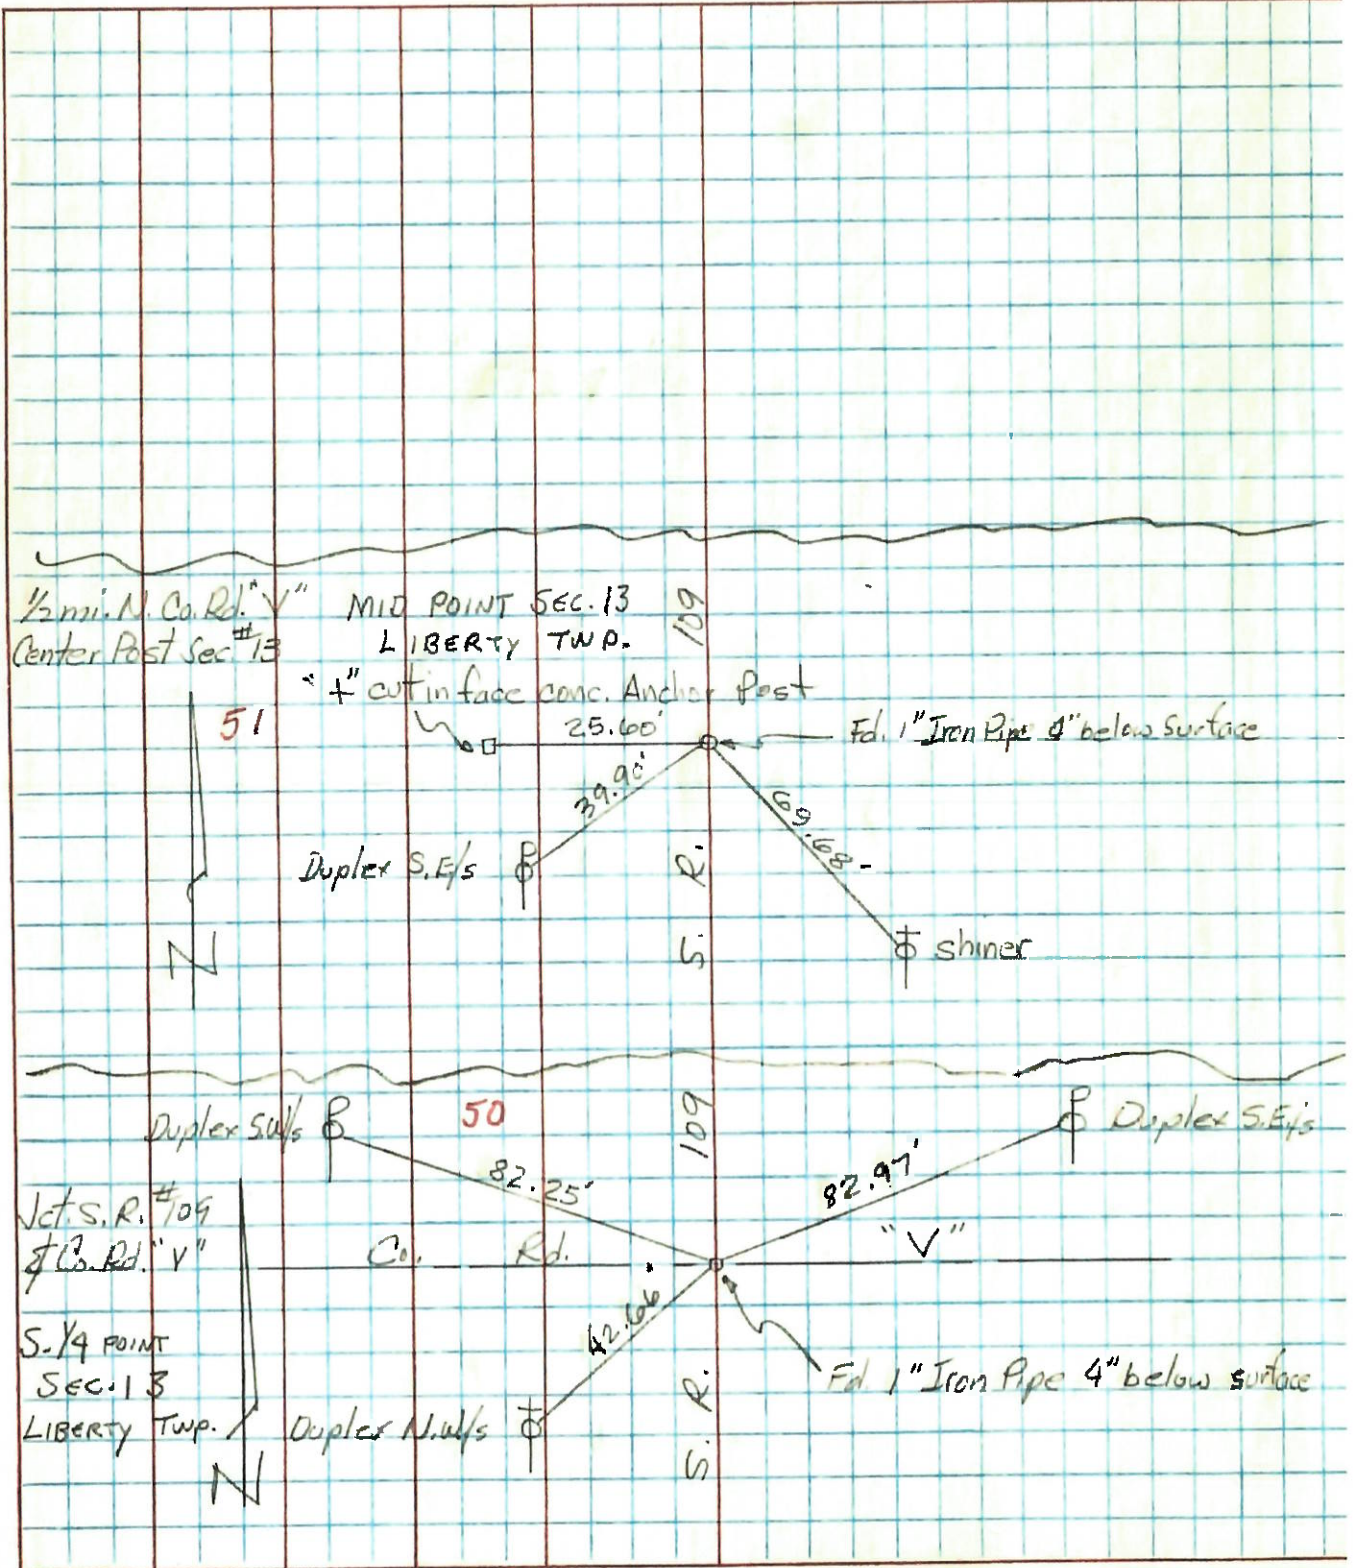 1/2 mi. N. Co. Rd. "V"
Center Post Sec #13
MID POINT SEC. 13
LIBERTY TWP.
109
"+" cut in face conc. Anchor Post
51
25.60'
Fd. 1" Iron Pipe 4" below surface
39.90'
69.68
Duplex S.E/s
S. R.
shiner
N
Duplex S.W/s
50
109
Duplex S.E/s
82.25'
82.97'
Jct. S. R. #109
& Co. Rd. "V"
Co. Rd. "V"
42.66'
S. 1/4 POINT
SEC. 13
LIBERTY TWP.
Fd. 1" Iron Pipe 4" below surface
Duplex N.W/s
S. R.
N